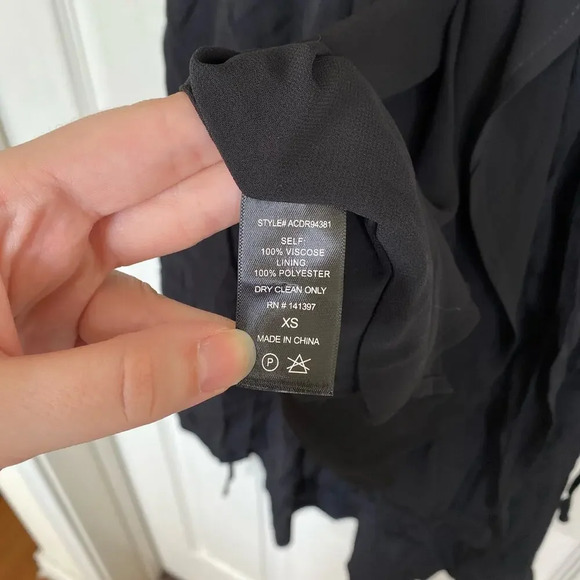 STYLE# ACDR94381
SELF:
100% VISCOSE
LINING:
100% POLYESTER
DRY CLEAN ONLY
RN # 141397
XS
MADE IN CHINA
P